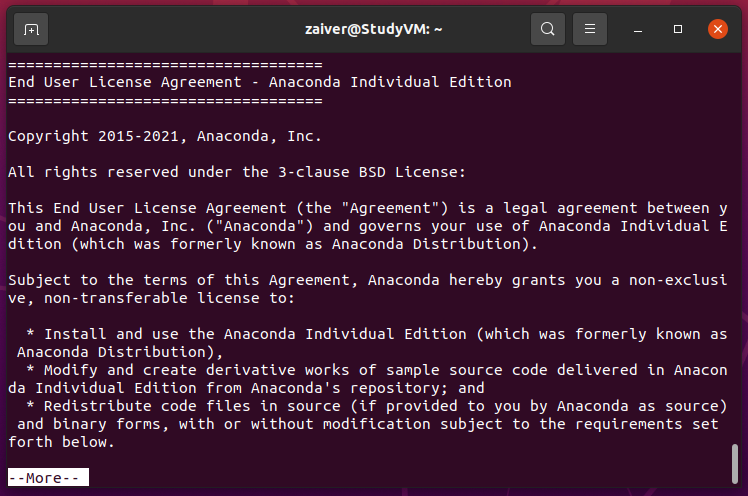 zaiver@StudyVM: ~
===================================
End User License Agreement - Anaconda Individual Edition
===================================
Copyright 2015-2021, Anaconda, Inc.
All rights reserved under the 3-clause BSD License:
This End User License Agreement (the "Agreement") is a legal agreement between y
ou and Anaconda, Inc. ("Anaconda") and governs your use of Anaconda Individual E
dition (which was formerly known as Anaconda Distribution).
Subject to the terms of this Agreement, Anaconda hereby grants you a non-exclusi
ve, non-transferable license to:
  * Install and use the Anaconda Individual Edition (which was formerly known as
 Anaconda Distribution),
  * Modify and create derivative works of sample source code delivered in Anacon
da Individual Edition from Anaconda's repository; and
  * Redistribute code files in source (if provided to you by Anaconda as source)
 and binary forms, with or without modification subject to the requirements set
forth below.
--More--